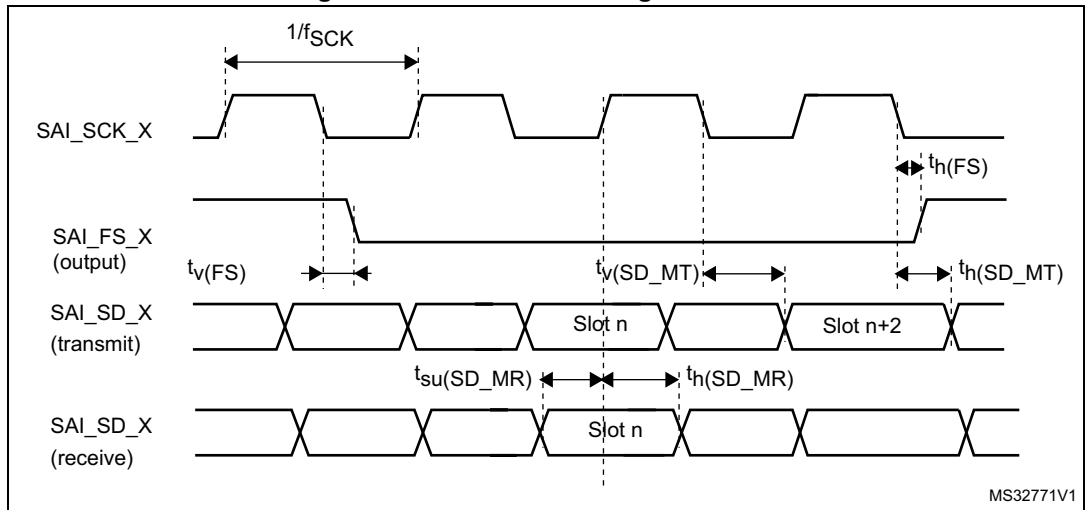 1/fSCK
SAI_SCK_X
th(FS)
SAI_FS_X
(output)
tv(FS)
tv(SD_MT)
th(SD_MT)
SAI_SD_X
(transmit)
Slot n
Slot n+2
tsu(SD_MR)
th(SD_MR)
SAI_SD_X
(receive)
Slot n
MS32771V1